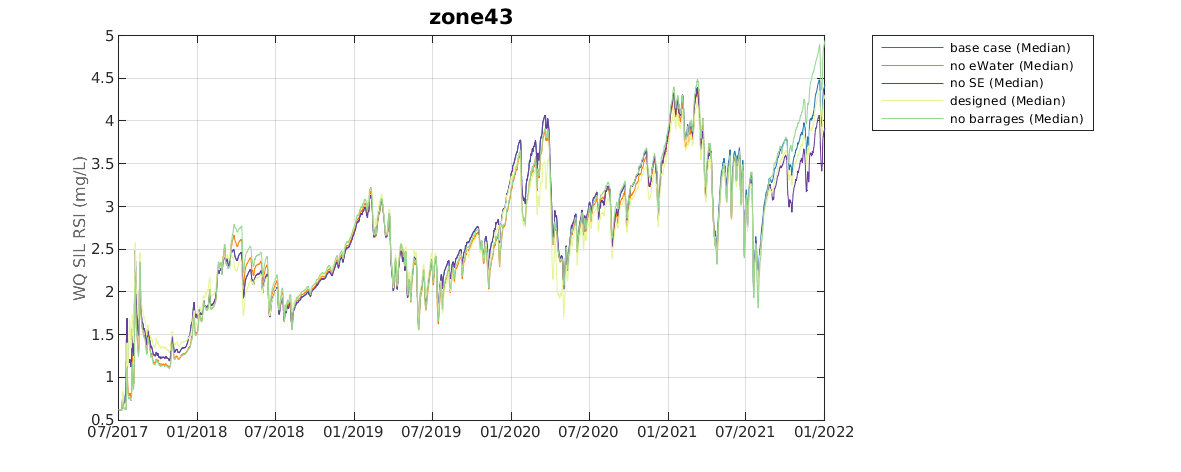 zone43
WQ SIL RSI (mg/L)
5
4.5
4
3.5
3
2.5
2
1.5
1
0.5
07/2017 01/2018 07/2018 01/2019 07/2019 01/2020 07/2020 01/2021 07/2021 01/2022
base case (Median)
no eWater (Median)
no SE (Median)
designed (Median)
no barrages (Median)